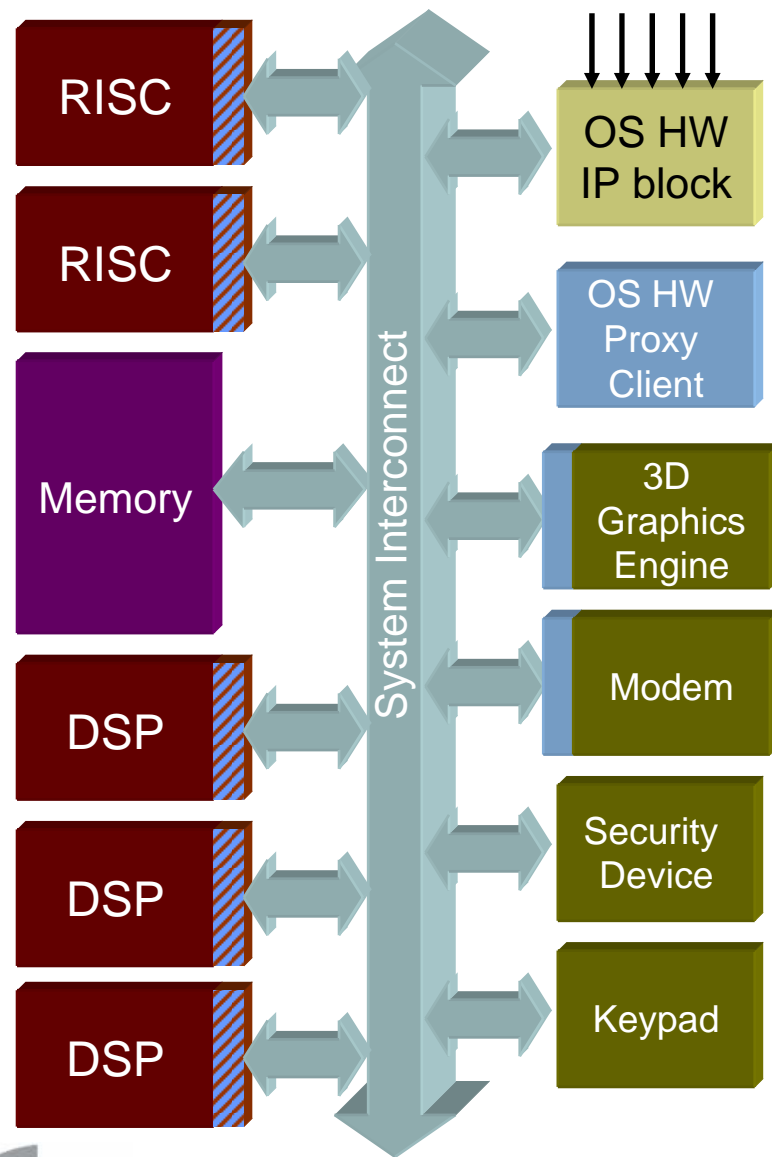 RISC
RISC
Memory
DSP
DSP
DSP
System Interconnect
OS HW
IP block
OS HW
Proxy
Client
3D
Graphics
Engine
Modem
Security
Device
Keypad